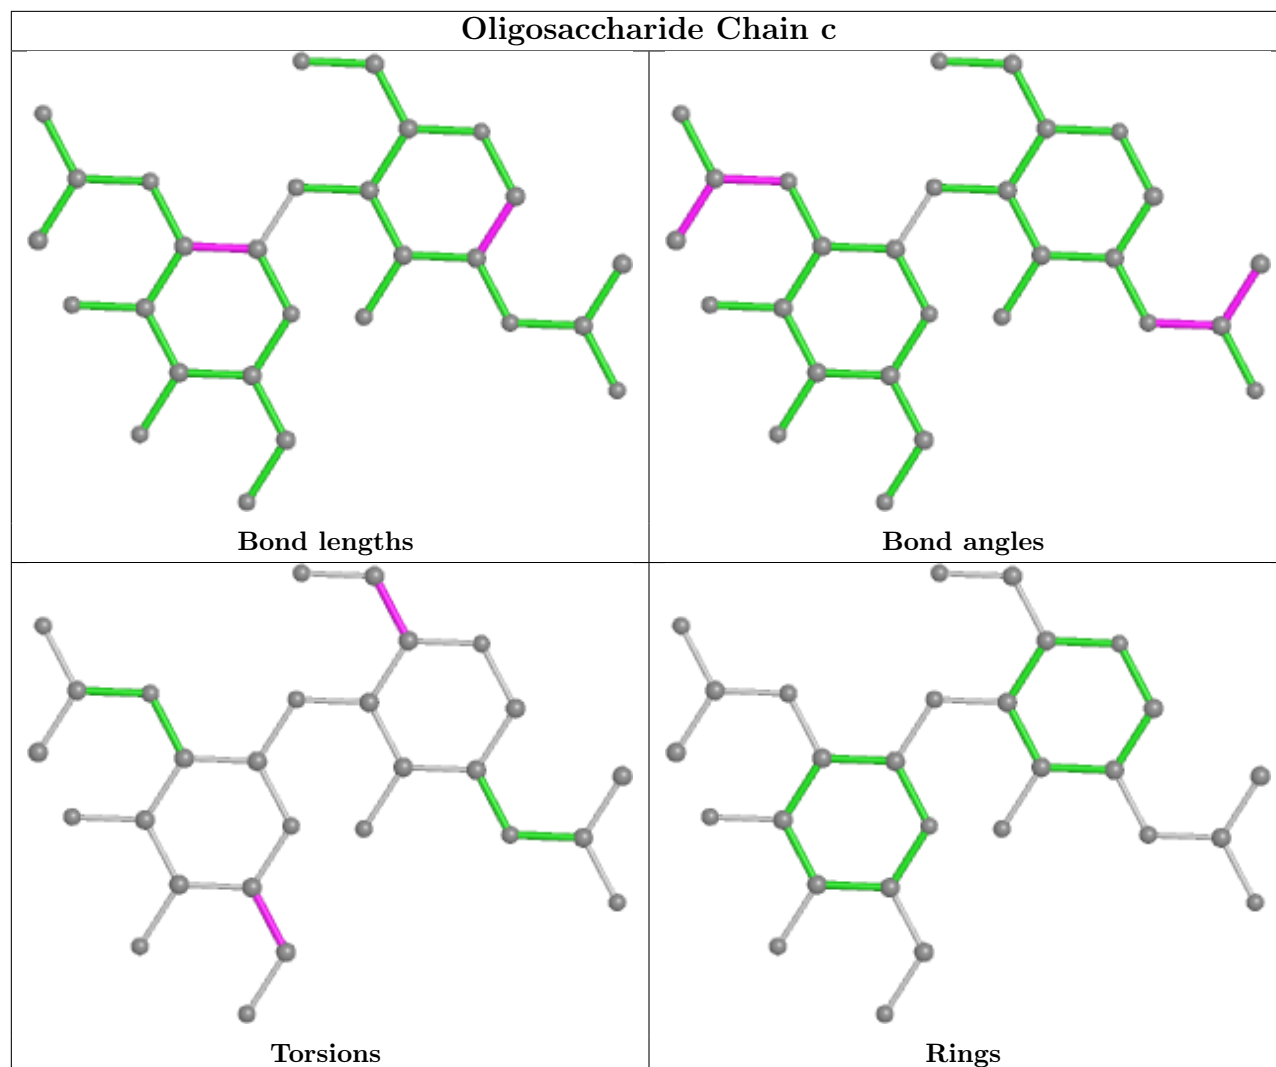 Oligosaccharide Chain c
Bond lengths
Bond angles
Torsions
Rings